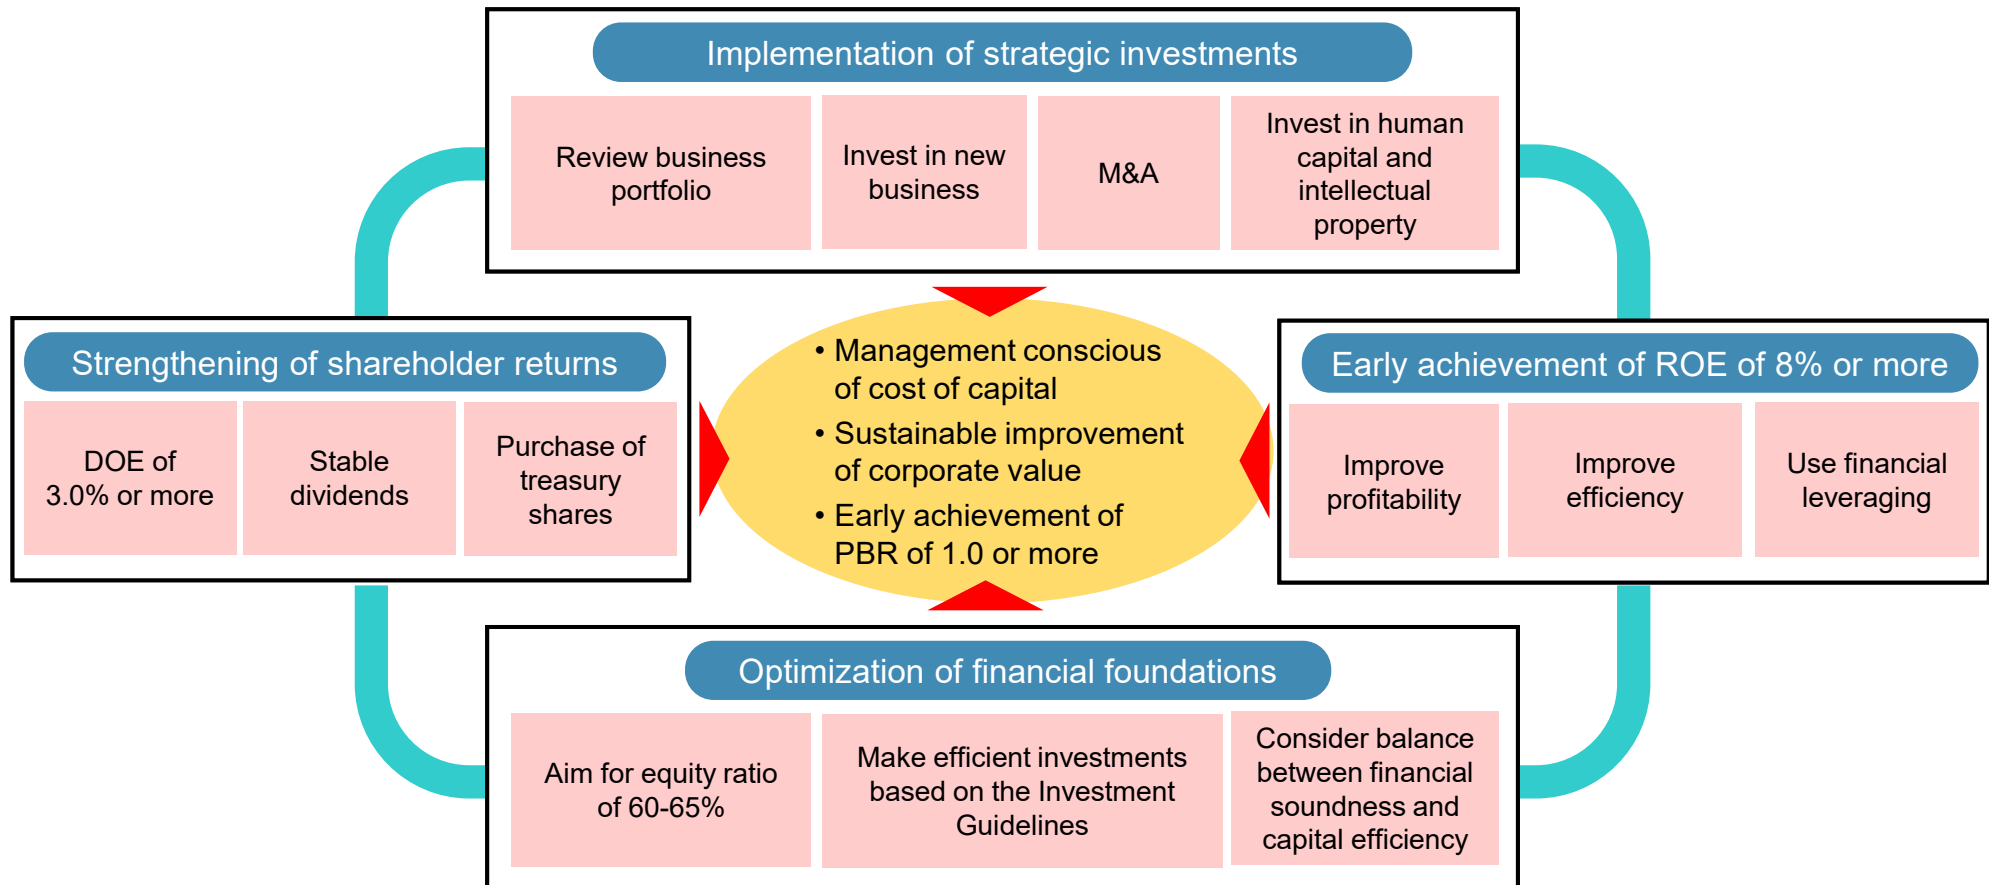 Implementation of strategic investments
Review business
portfolio
Invest in new
business
M&A
Invest in human
capital and
intellectual
property
Strengthening of shareholder returns
DOE of
3.0% or more
Stable
dividends
Purchase of
treasury
shares
• Management conscious
of cost of capital
• Sustainable improvement
of corporate value
• Early achievement of
PBR of 1.0 or more
Early achievement of ROE of 8% or more
Improve
profitability
Improve
efficiency
Use financial
leveraging
Optimization of financial foundations
Aim for equity ratio
of 60-65%
Make efficient investments
based on the Investment
Guidelines
Consider balance
between financial
soundness and
capital efficiency